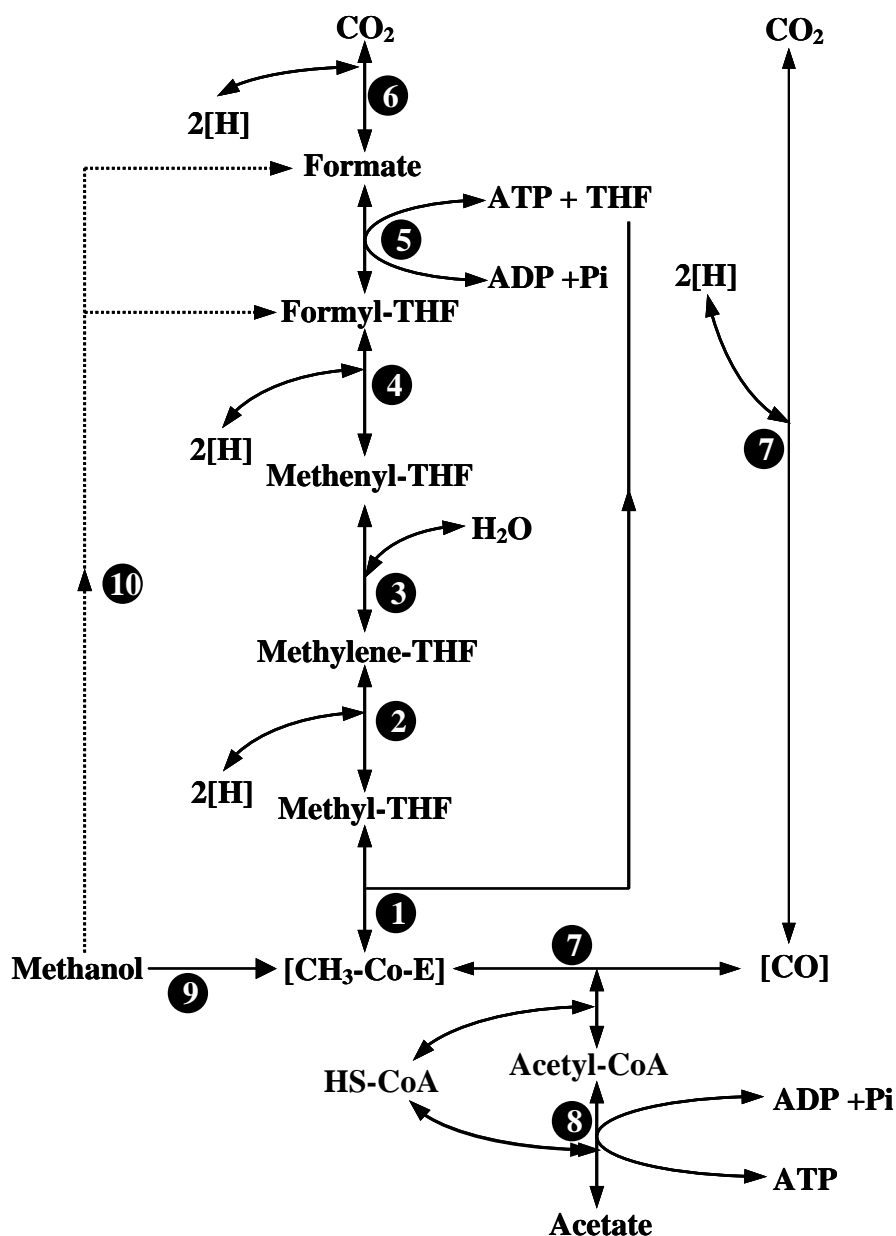 CO₂
CO₂
6
2[H]
Formate
ATP + THF
5
ADP +Pi
2[H]
Formyl-THF
4
2[H]
7
Methenyl-THF
H₂O
10
3
Methylene-THF
2
2[H]
Methyl-THF
1
Methanol
9
[CH₃-Co-E]
7
[CO]
HS-CoA
Acetyl-CoA
ADP +Pi
8
ATP
Acetate